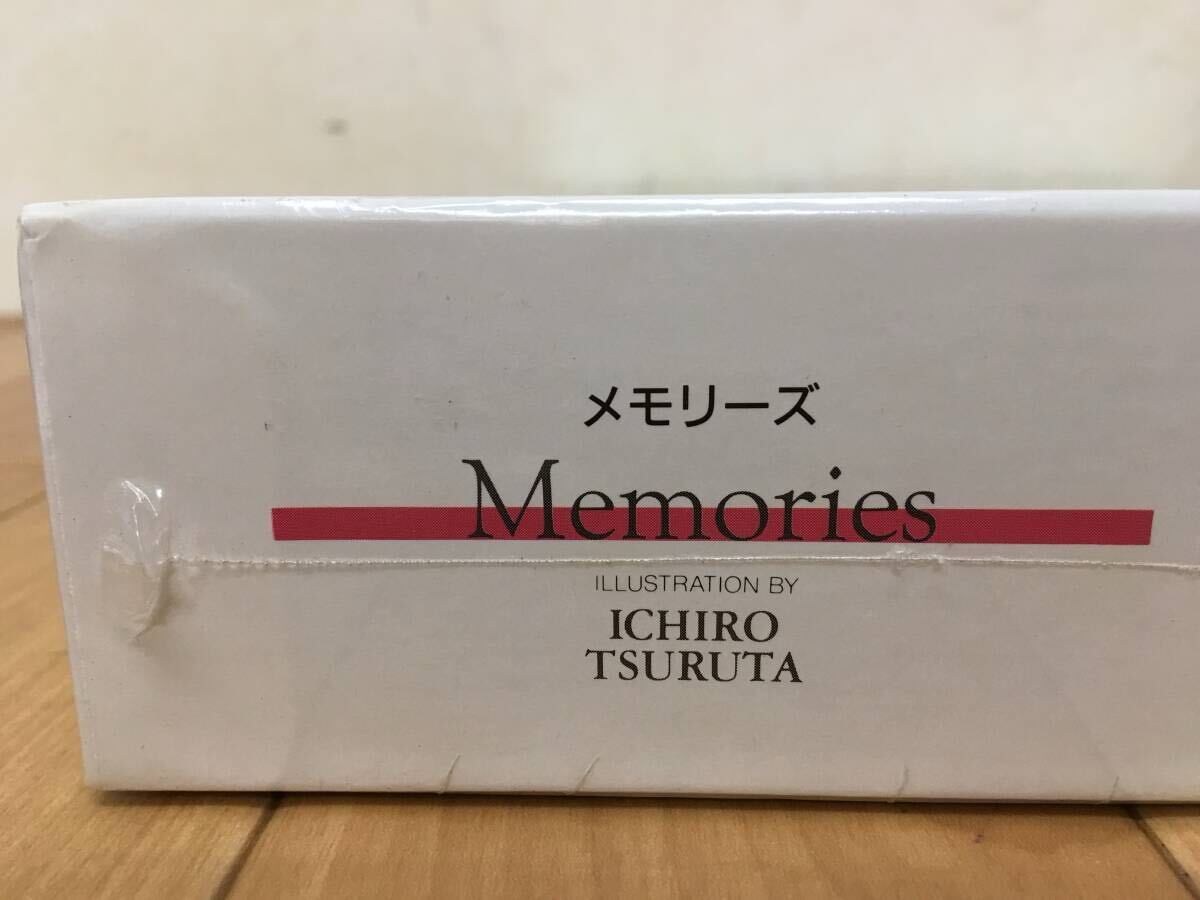 メモリーズ
Memories
ILLUSTRATION BY
ICHIRO
TSURUTA